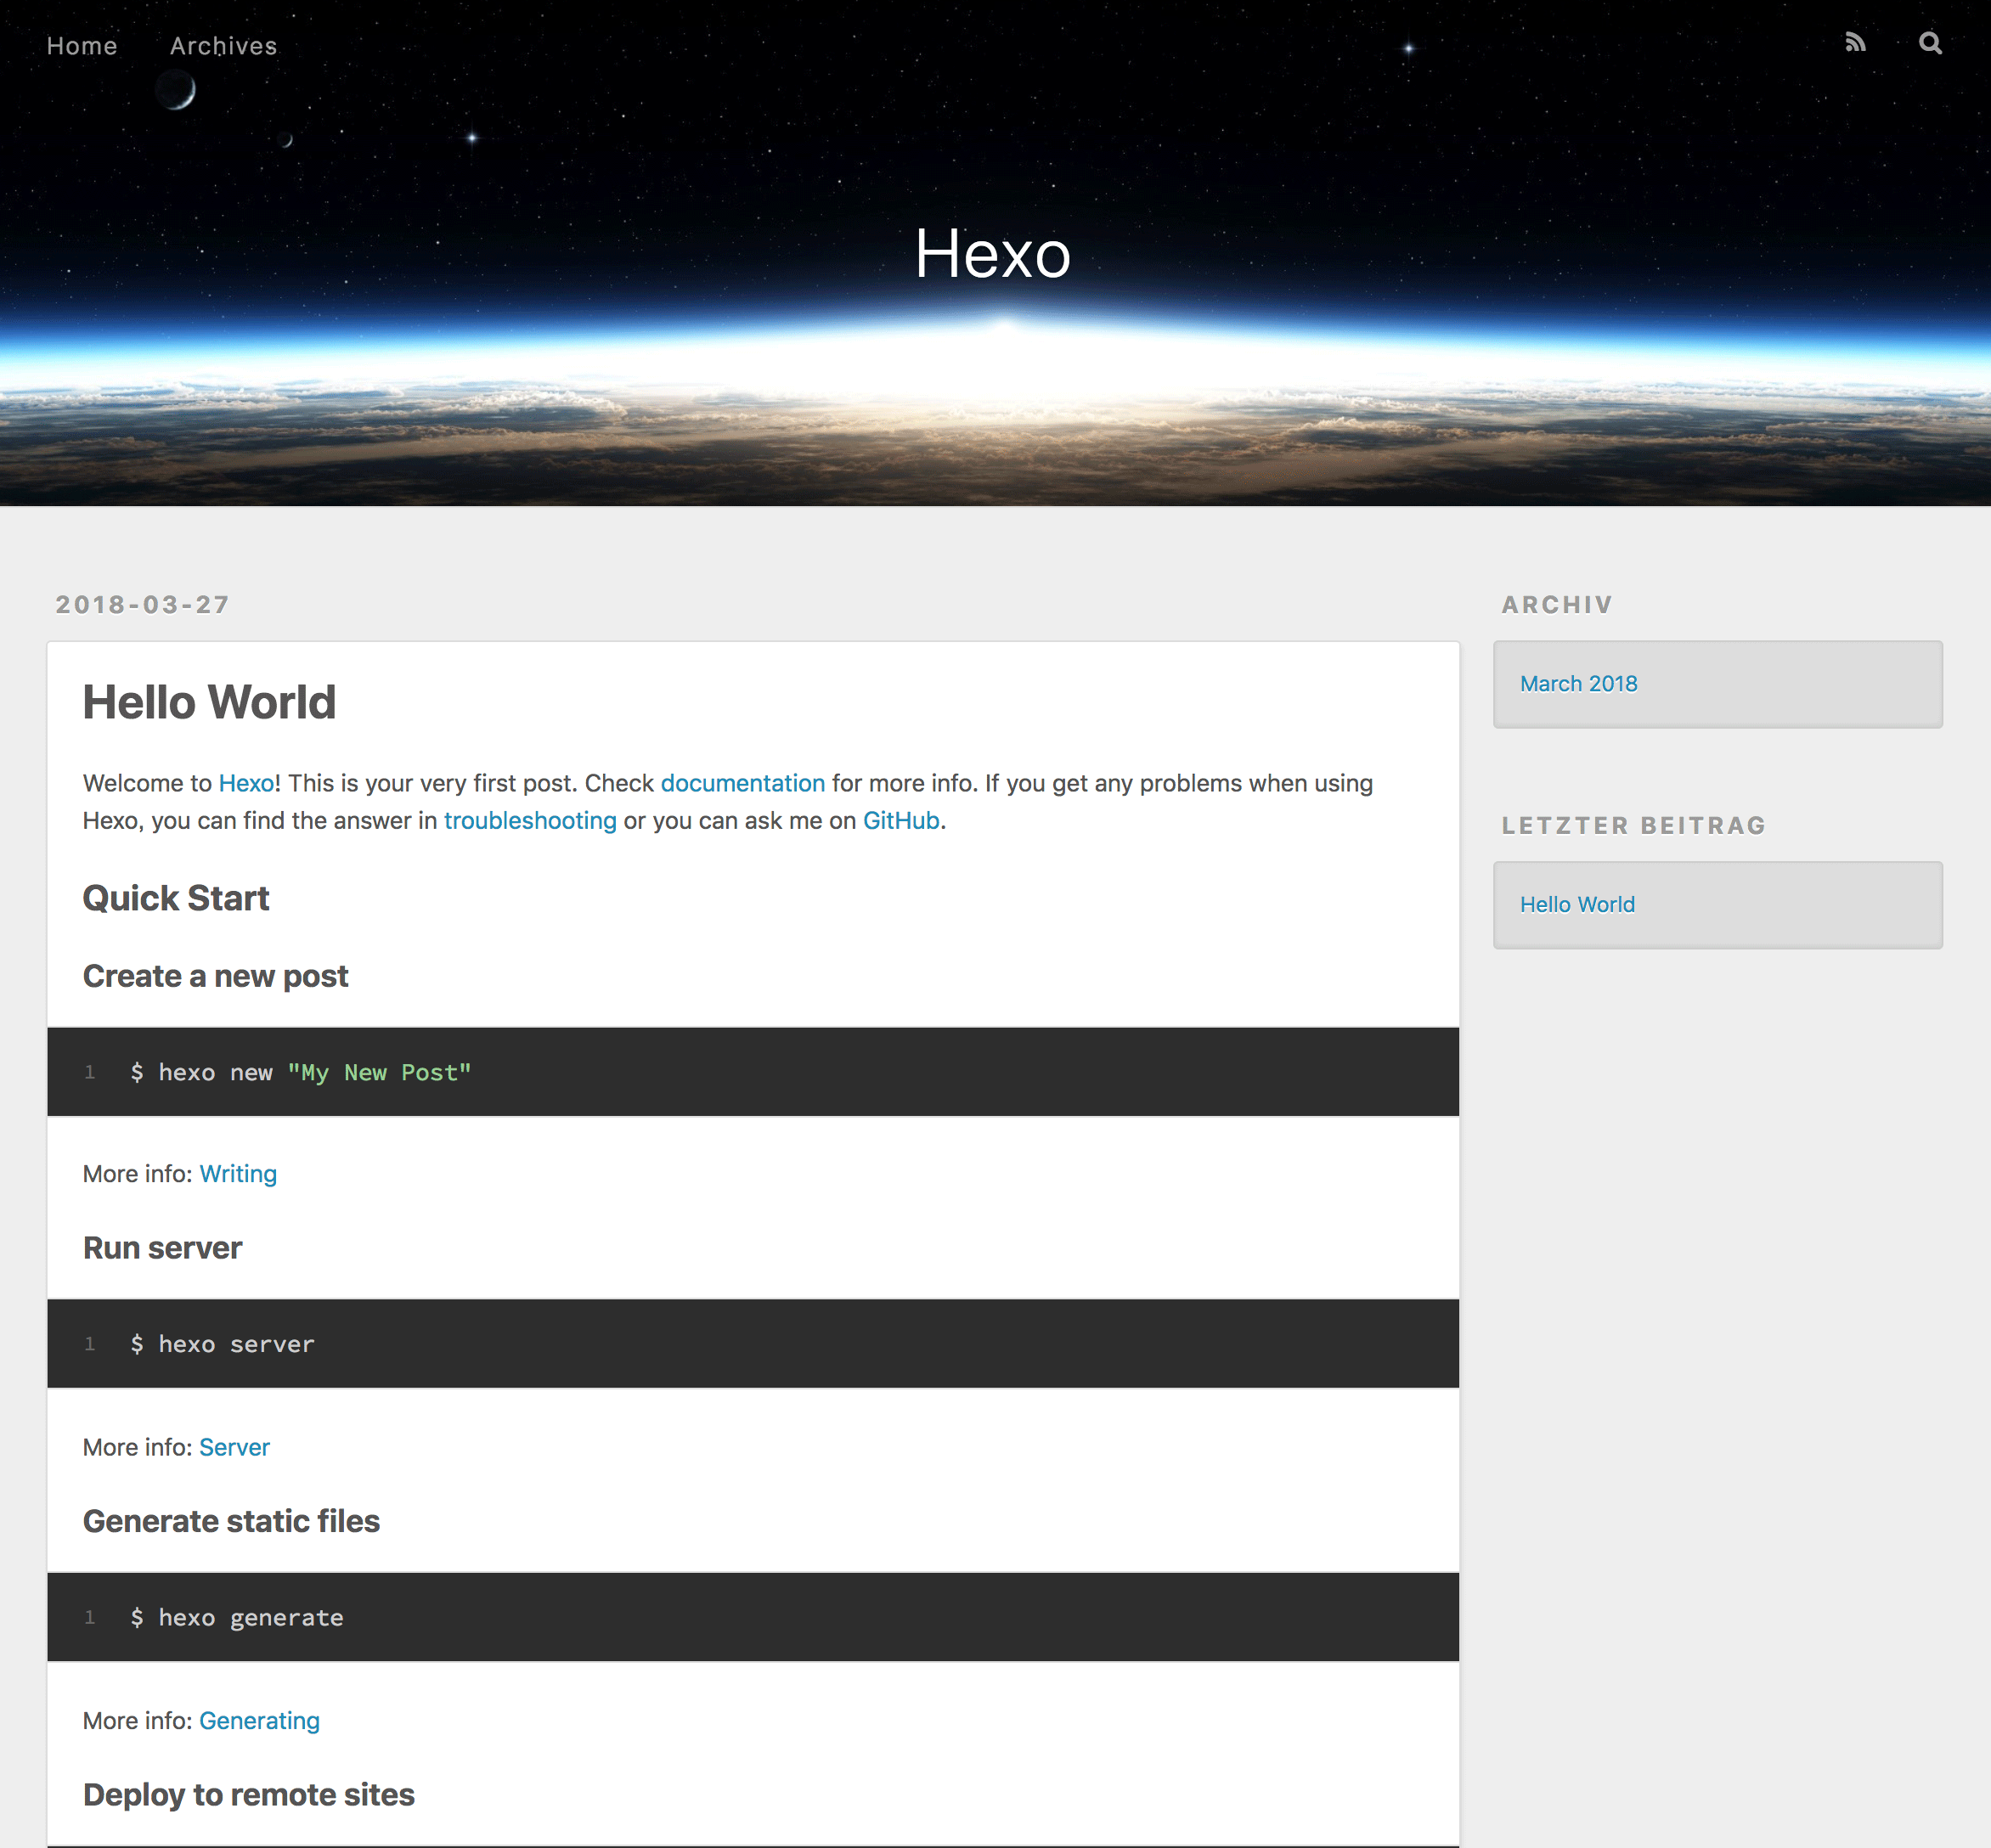 Home Archives
Hexo
2018-03-27
Hello World
Welcome to Hexo! This is your very first post. Check documentation for more info. If you get any problems when using
Hexo, you can find the answer in troubleshooting or you can ask me on GitHub.
Quick Start
Create a new post
1 $ hexo new "My New Post"
More info: Writing
Run server
1 $ hexo server
More info: Server
Generate static files
1 $ hexo generate
More info: Generating
Deploy to remote sites
ARCHIV
March 2018
LETZTER BEITRAG
Hello World